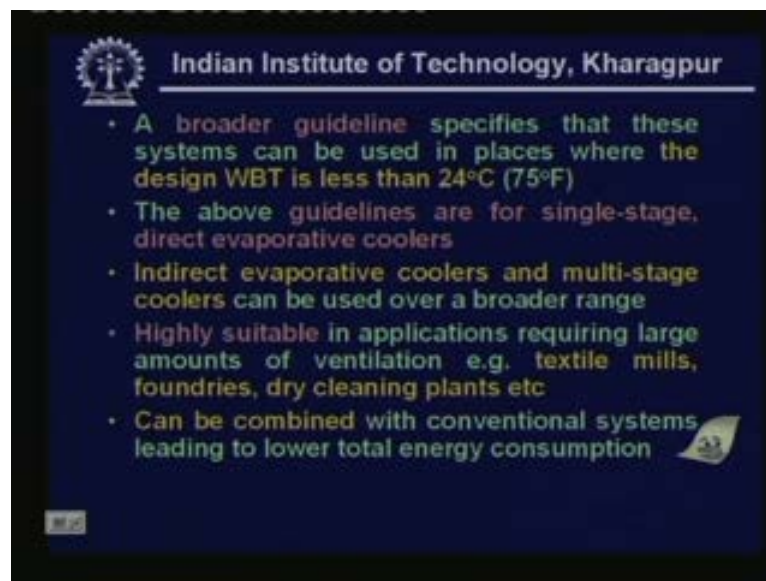 Indian Institute of Technology, Kharagpur
• A broader guideline specifies that these
systems can be used in places where the
design WBT is less than 24°C (75°F)
• The above guidelines are for single-stage,
direct evaporative coolers
• Indirect evaporative coolers and multi-stage
coolers can be used over a broader range
• Highly suitable in applications requiring large
amounts of ventilation e.g. textile mills,
foundries, dry cleaning plants etc
• Can be combined with conventional systems
leading to lower total energy consumption